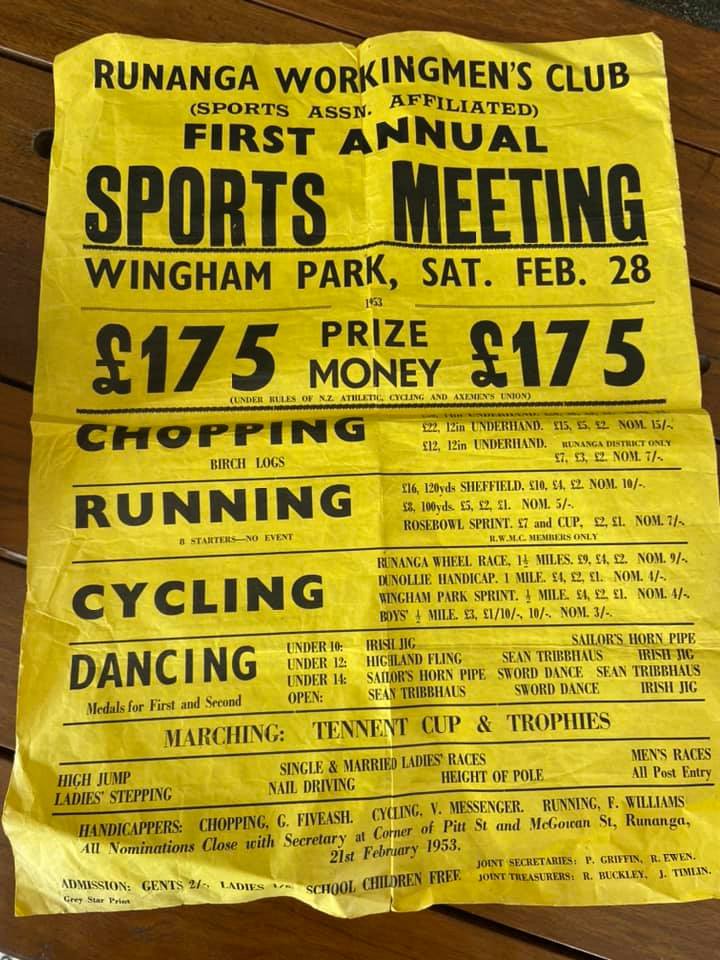 RUNANGA WORKINGMEN'S CLUB
(SPORTS ASSN. AFFILIATED)
FIRST ANNUAL
SPORTS MEETING
WINGHAM PARK, SAT. FEB. 28
1953
£175 PRIZE MONEY £175
(UNDER RULES OF N.Z. ATHLETIC, CYCLING AND AXEMEN'S UNION)
CHOPPING
BIRCH LOGS
UNDERHAND.
£22, 12in UNDERHAND. £15, £5, £2. NOM. 15/-.
£12, 12in UNDERHAND. RUNANGA DISTRICT ONLY
£7, £3, £2. NOM. 7/-.
RUNNING
8 STARTERS—NO EVENT
£16, 120yds SHEFFIELD. £10, £4, £2. NOM. 10/-.
£8, 100yds. £5, £2, £1. NOM. 5/-.
ROSEBOWL SPRINT. £7 and CUP, £2, £1. NOM. 7/-.
R.W.M.C. MEMBERS ONLY
CYCLING
RUNANGA WHEEL RACE, 1½ MILES. £9, £4, £2. NOM. 9/-.
DUNOLLIE HANDICAP. 1 MILE. £4, £2, £1. NOM. 4/-.
WINGHAM PARK SPRINT. ½ MILE. £4, £2, £1. NOM. 4/-.
BOYS' ½ MILE. £3, £1/10/-, 10/-. NOM. 3/-.
DANCING
Medals for First and Second
UNDER 10: IRISH JIG SAILOR'S HORN PIPE
UNDER 12: HIGHLAND FLING SEAN TRIBBHAUS IRISH JIG
UNDER 14: SAILOR'S HORN PIPE SWORD DANCE SEAN TRIBBHAUS
OPEN: SEAN TRIBBHAUS SWORD DANCE IRISH JIG
MARCHING: TENNENT CUP & TROPHIES
HIGH JUMP SINGLE & MARRIED LADIES' RACES MEN'S RACES
LADIES' STEPPING NAIL DRIVING HEIGHT OF POLE All Post Entry
HANDICAPPERS: CHOPPING, G. FIVEASH. CYCLING, V. MESSENGER. RUNNING, F. WILLIAMS
All Nominations Close with Secretary at Corner of Pitt St and McGowan St, Runanga,
21st February 1953.
ADMISSION: GENTS 2/-, LADIES SCHOOL CHILDREN FREE
JOINT SECRETARIES: P. GRIFFIN, R. EWEN.
JOINT TREASURERS: R. BUCKLEY, J. TIMLIN.
Grey Star Print